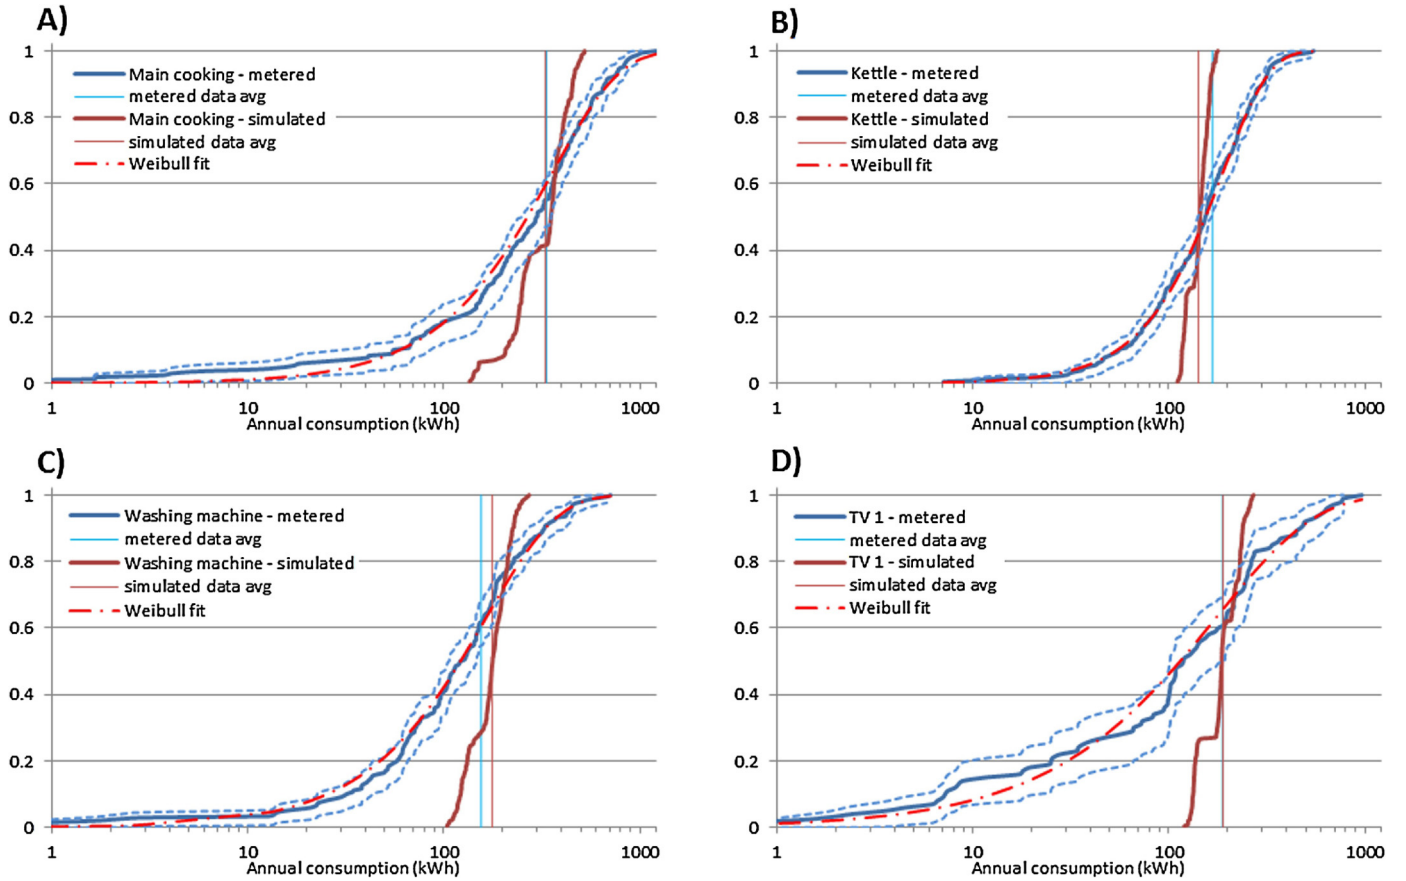 A)
1
0.8
0.6
0.4
0.2
0
Main cooking - metered
metered data avg
Main cooking - simulated
simulated data avg
Weibull fit
1 10 100 1000
Annual consumption (kWh)
B)
1
0.8
0.6
0.4
0.2
0
Kettle - metered
metered data avg
Kettle - simulated
simulated data avg
Weibull fit
1 10 100 1000
Annual consumption (kWh)
C)
1
0.8
0.6
0.4
0.2
0
Washing machine - metered
metered data avg
Washing machine - simulated
simulated data avg
Weibull fit
1 10 100 1000
Annual consumption (kWh)
D)
1
0.8
0.6
0.4
0.2
0
TV 1 - metered
metered data avg
TV 1 - simulated
simulated data avg
Weibull fit
1 10 100 1000
Annual consumption (kWh)